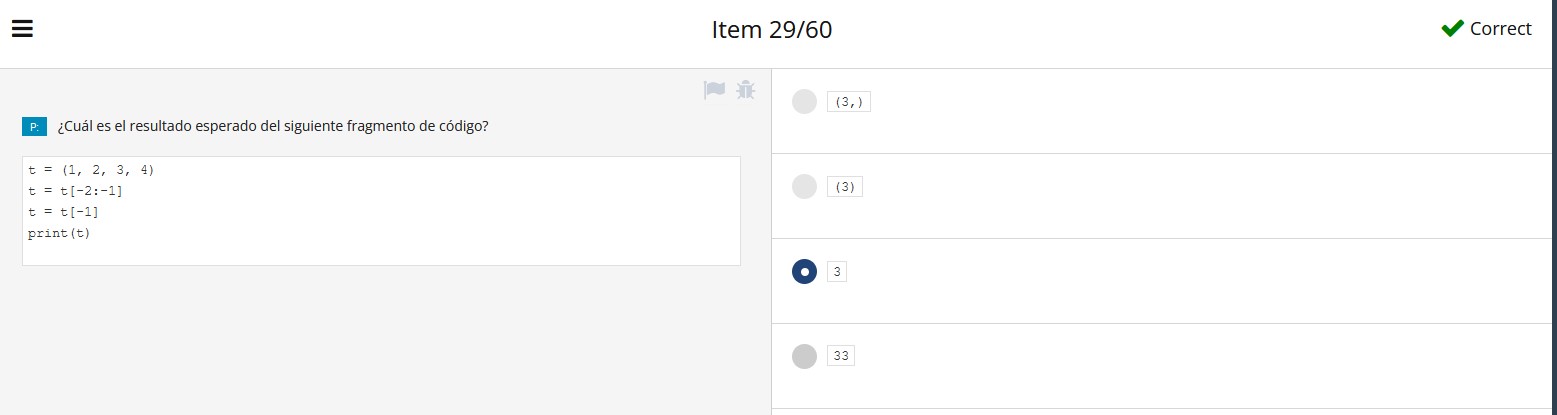 Item 29/60
Correct
P: ¿Cuál es el resultado esperado del siguiente fragmento de código?
t = (1, 2, 3, 4)
t = t[-2:-1]
t = t[-1]
print(t)
(3,)
(3)
3
33